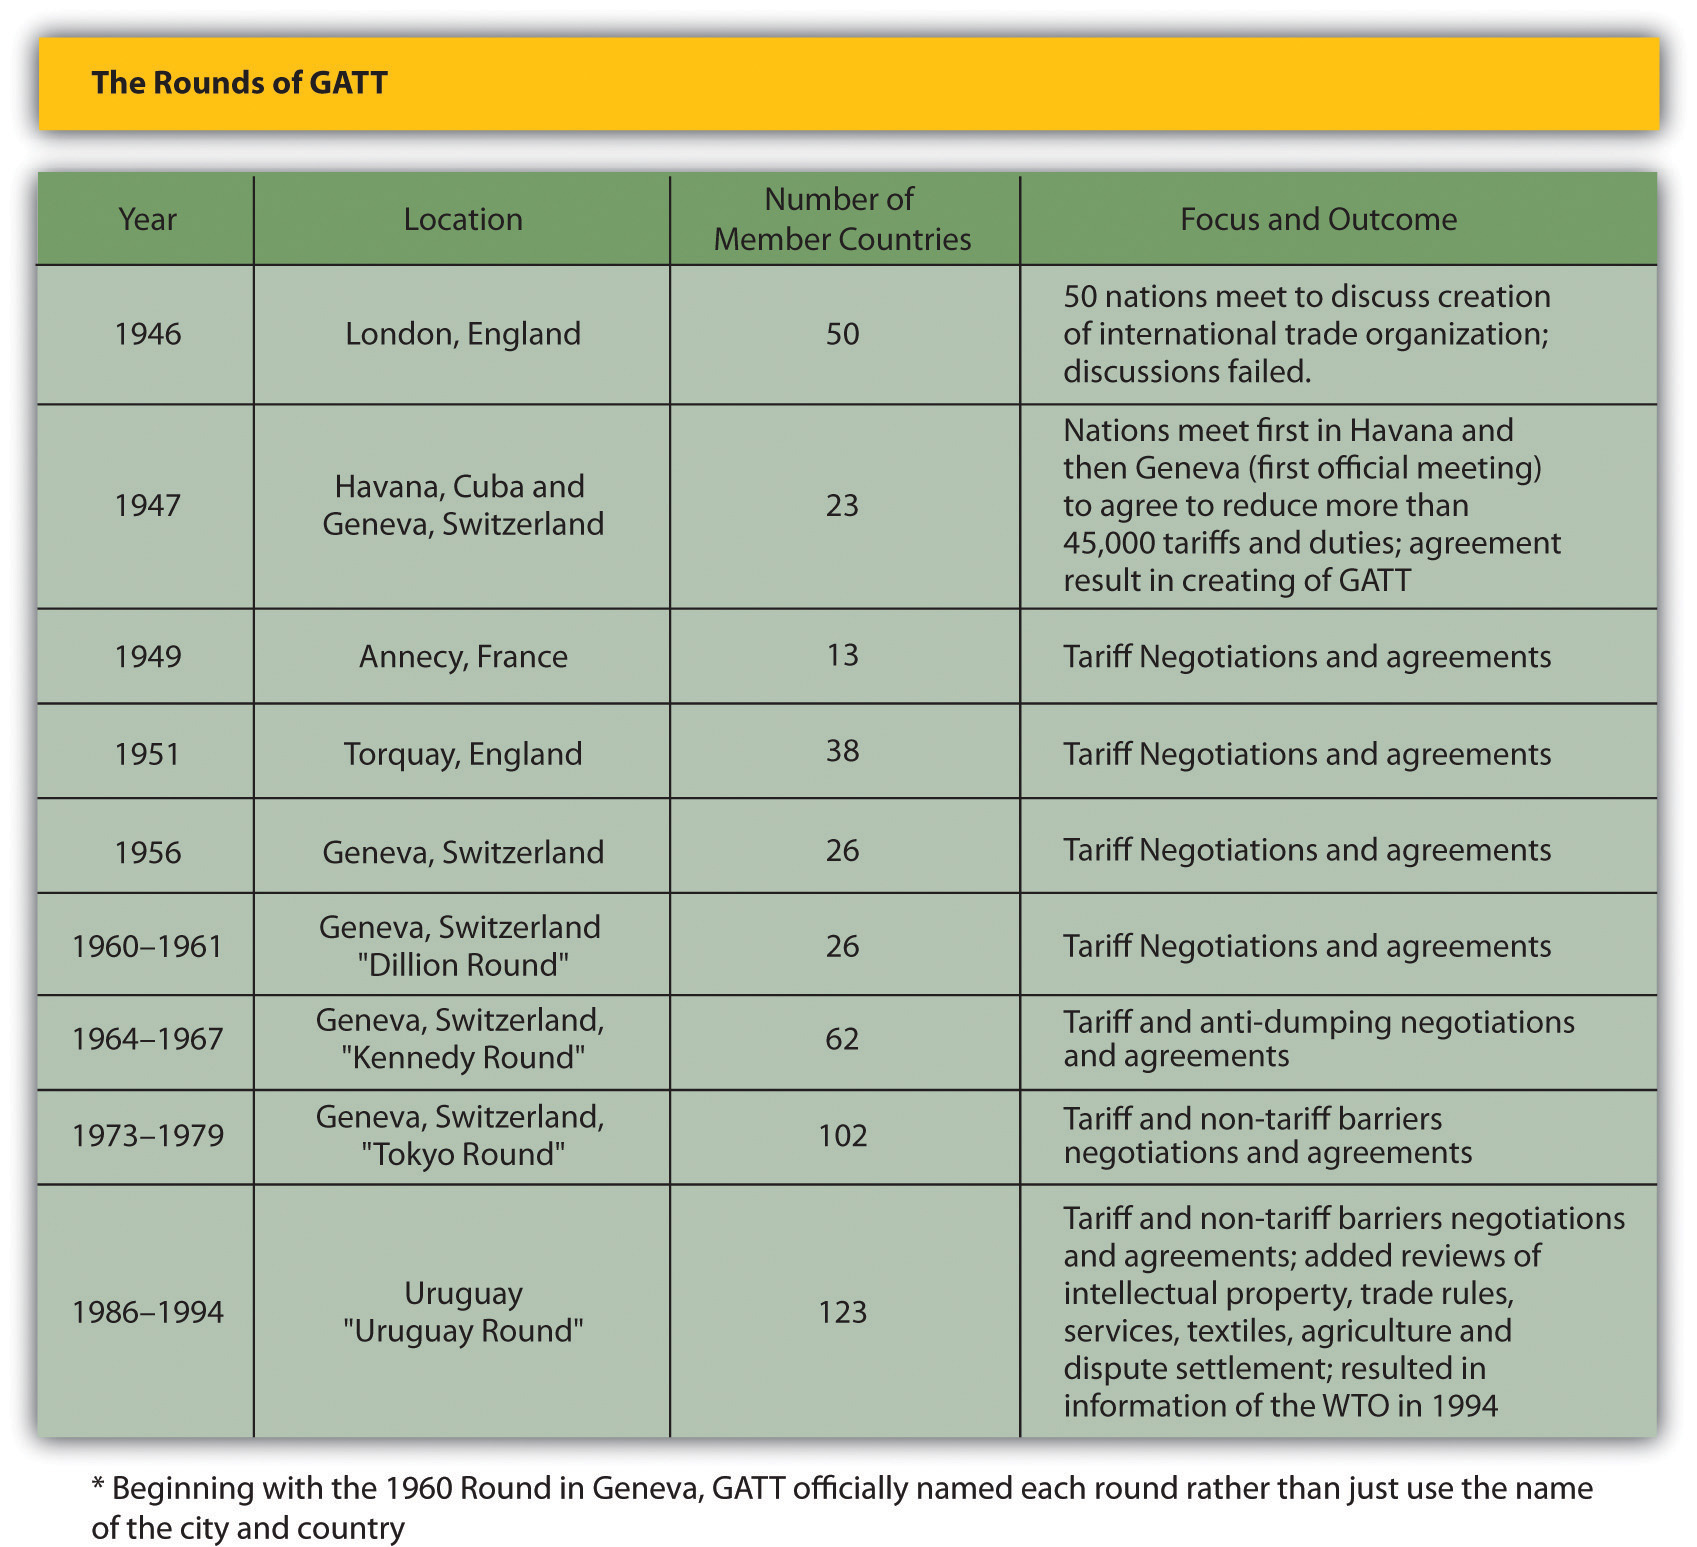 The Rounds of GATT
Year
Location
Number of
Member Countries
Focus and Outcome
1946
London, England
50
50 nations meet to discuss creation
of international trade organization;
discussions failed.
1947
Havana, Cuba and
Geneva, Switzerland
23
Nations meet first in Havana and
then Geneva (first official meeting)
to agree to reduce more than
45,000 tariffs and duties; agreement
result in creating of GATT
1949
Annecy, France
13
Tariff Negotiations and agreements
1951
Torquay, England
38
Tariff Negotiations and agreements
1956
Geneva, Switzerland
26
Tariff Negotiations and agreements
1960–1961
Geneva, Switzerland
"Dillion Round"
26
Tariff Negotiations and agreements
1964–1967
Geneva, Switzerland,
"Kennedy Round"
62
Tariff and anti-dumping negotiations
and agreements
1973–1979
Geneva, Switzerland,
"Tokyo Round"
102
Tariff and non-tariff barriers
negotiations and agreements
1986–1994
Uruguay
"Uruguay Round"
123
Tariff and non-tariff barriers negotiations
and agreements; added reviews of
intellectual property, trade rules,
services, textiles, agriculture and
dispute settlement; resulted in
information of the WTO in 1994
* Beginning with the 1960 Round in Geneva, GATT officially named each round rather than just use the name
of the city and country